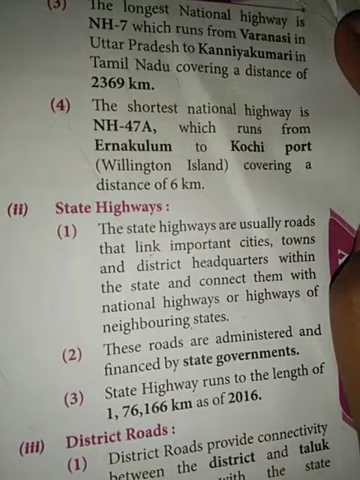 (3) The longest National highway is
NH-7 which runs from Varanasi in
Uttar Pradesh to Kanniyakumari in
Tamil Nadu covering a distance of
2369 km.
(4) The shortest national highway is
NH-47A, which runs from
Ernakulum to Kochi port
(Willington Island) covering a
distance of 6 km.
(ii) State Highways :
(1) The state highways are usually roads
that link important cities, towns
and district headquarters within
the state and connect them with
national highways or highways of
neighbouring states.
(2) These roads are administered and
financed by state governments.
(3) State Highway runs to the length of
1, 76,166 km as of 2016.
(iii) District Roads :
(1) District Roads provide connectivity
between the district and taluk
with the state